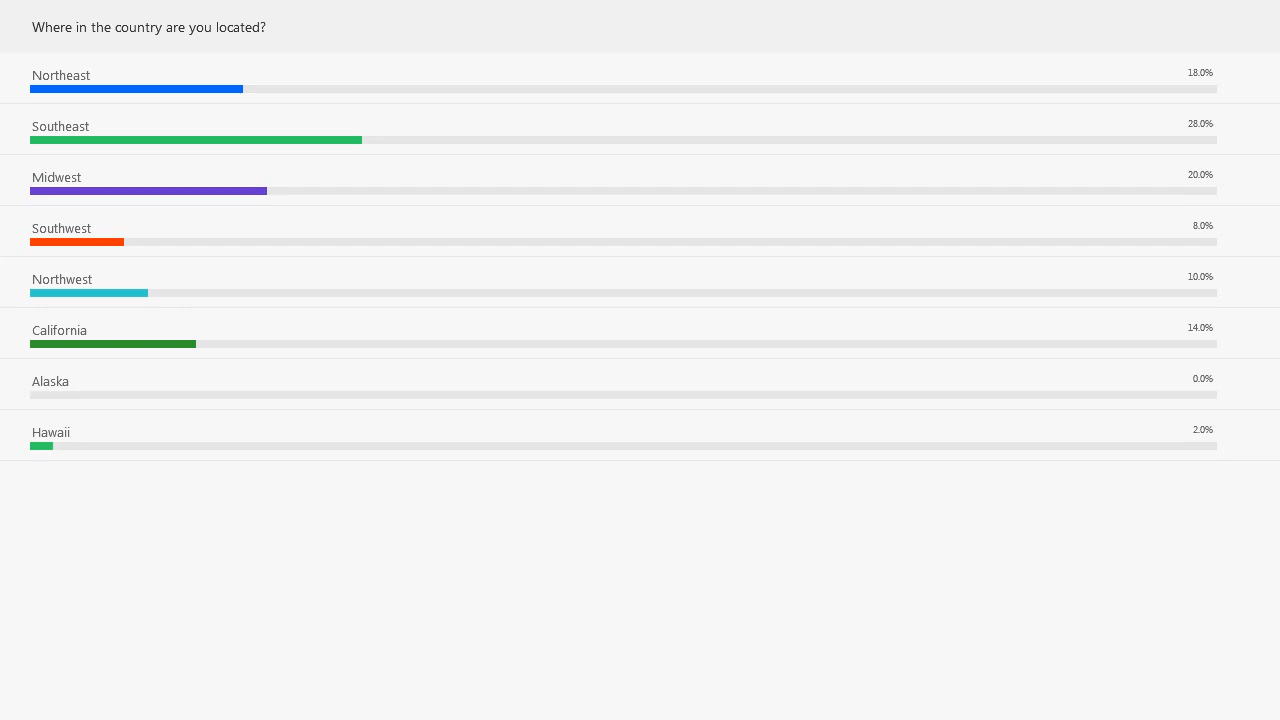 Where in the country are you located?
Northeast 18.0%
Southeast 28.0%
Midwest 20.0%
Southwest 8.0%
Northwest 10.0%
California 14.0%
Alaska 0.0%
Hawaii 2.0%